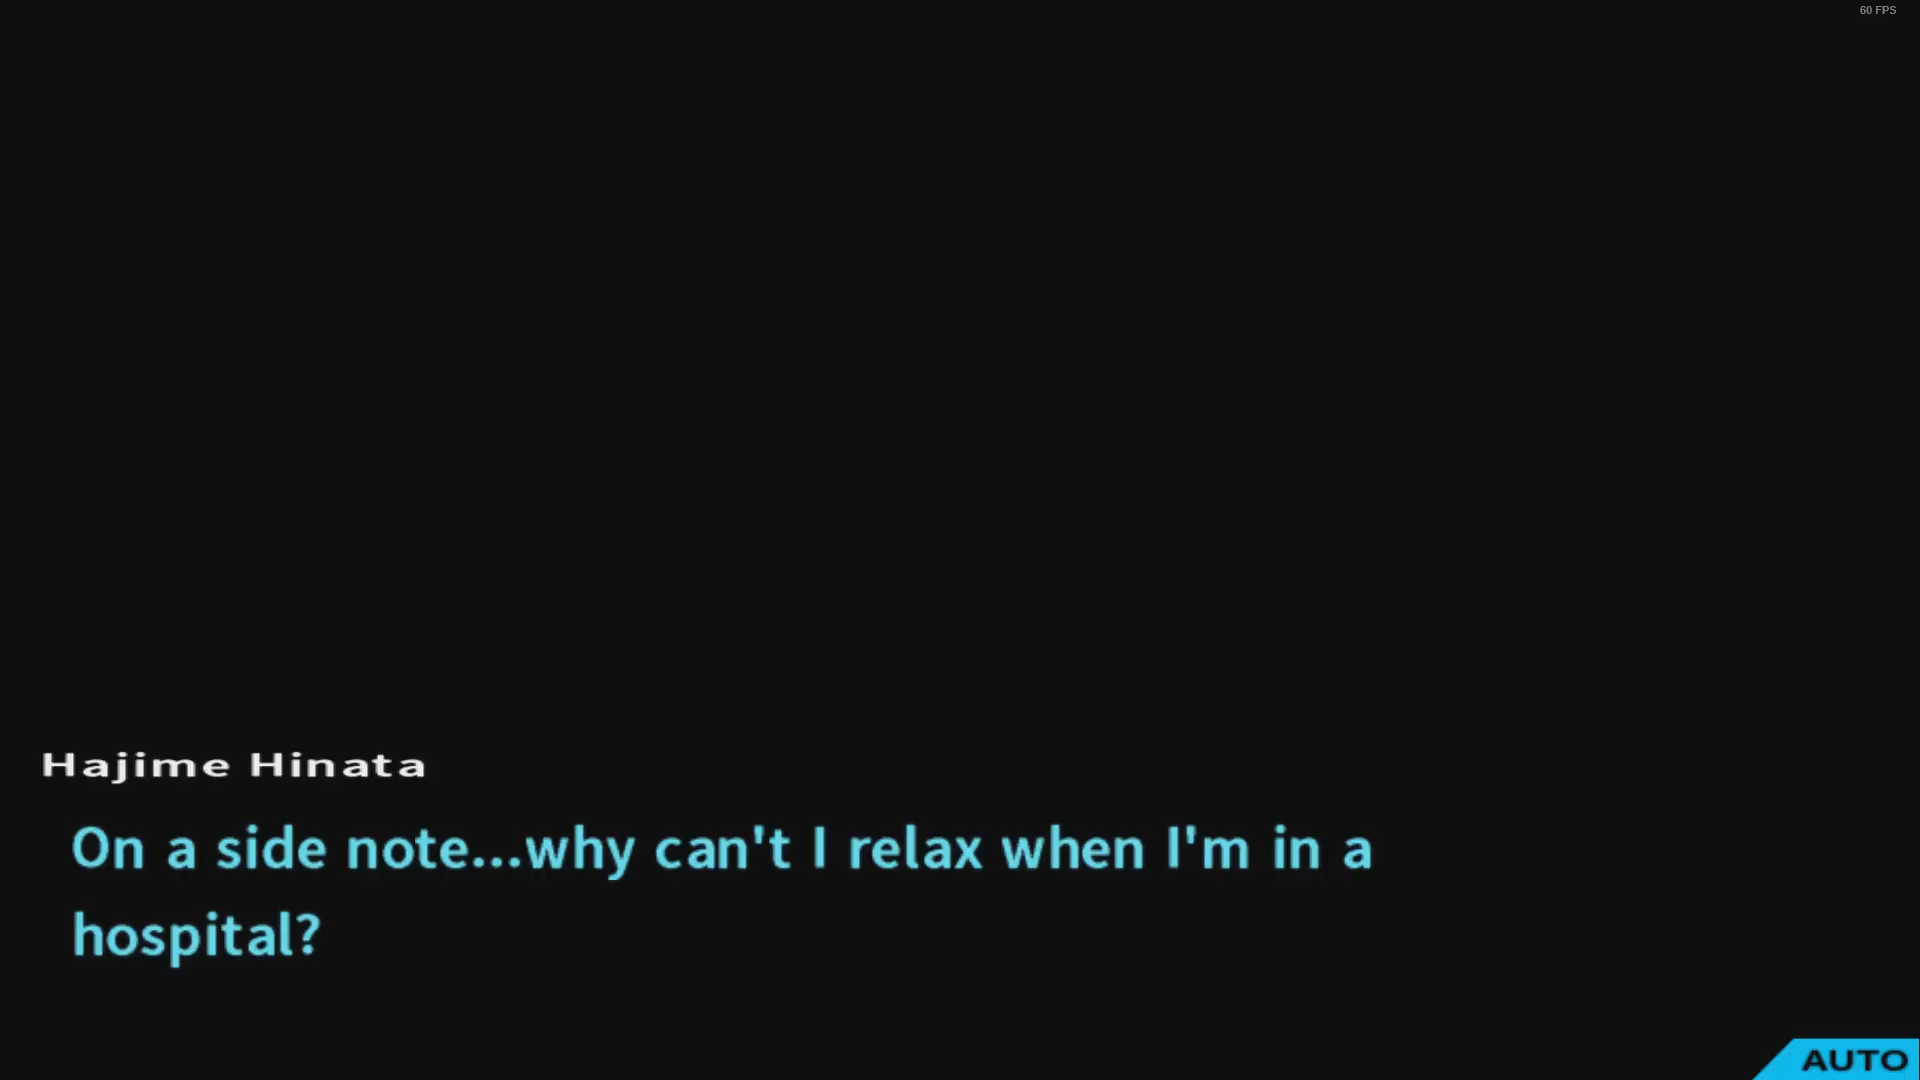 60 FPS
Hajime Hinata
On a side note...why can't I relax when I'm in a
hospital?
AUTO